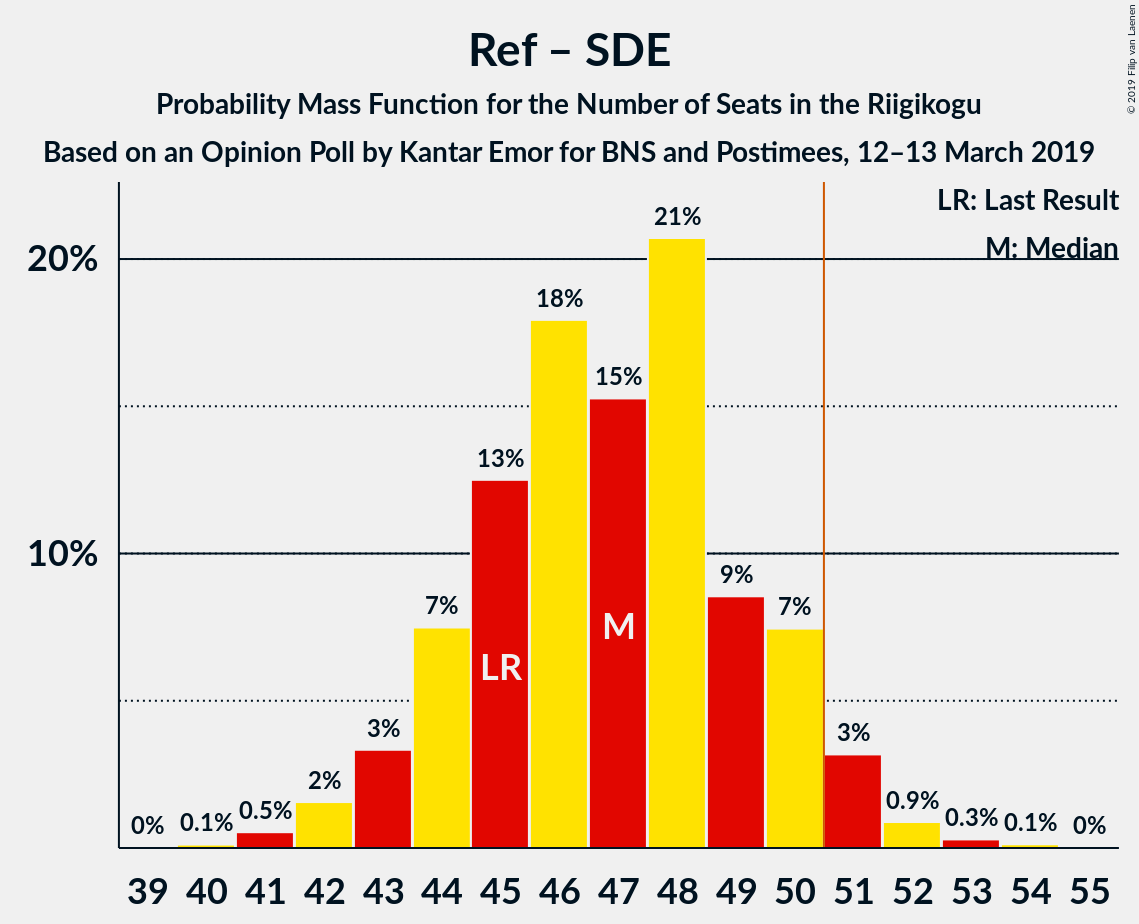 Ref – SDE
Probability Mass Function for the Number of Seats in the Riigikogu
Based on an Opinion Poll by Kantar Emor for BNS and Postimees, 12–13 March 2019
© 2019 Filip van Laenen
LR: Last Result
M: Median
20%
10%
0% 0.1% 0.5% 2% 3% 7% 13% 18% 15% 21% 9% 7% 3% 0.9% 0.3% 0.1% 0%
LR M
39 40 41 42 43 44 45 46 47 48 49 50 51 52 53 54 55